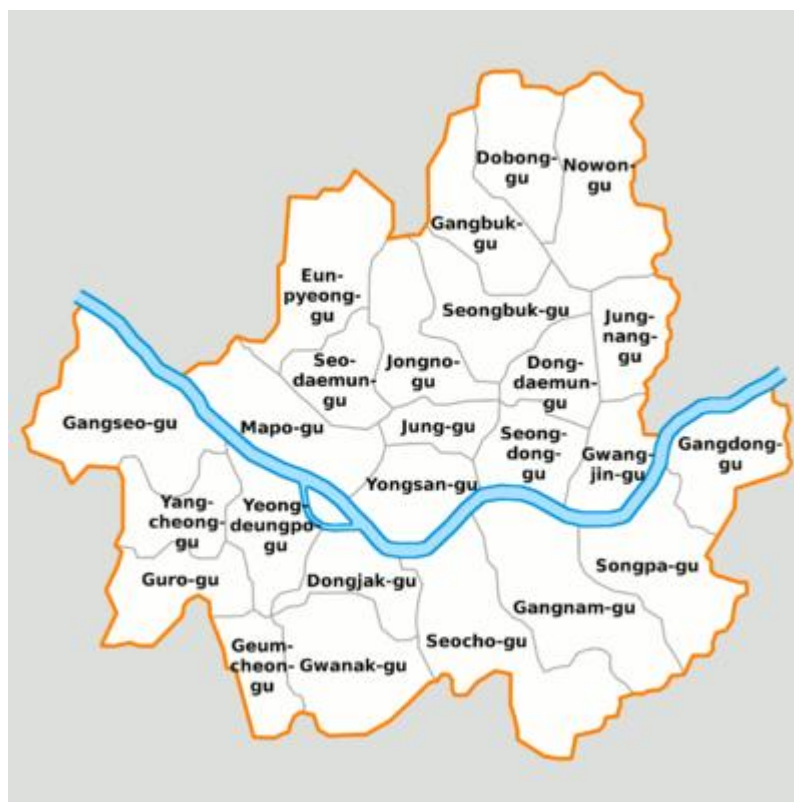 Dobong-
gu
Nowon-
gu
Gangbuk-
gu
Eun-
pyeong-
gu
Seongbuk-gu
Jung-
nang-
gu
Seo-
daemun-
gu
Jongno-
gu
Dong-
daemun-
gu
Gangseo-gu
Mapo-gu
Jung-gu
Seong-
dong-
gu
Gwang-
jin-gu
Gangdong-
gu
Yongsan-gu
Yang-
cheong-
gu
Yeong-
deungpo-
gu
Guro-gu
Dongjak-gu
Songpa-gu
Gangnam-gu
Geum-
cheon-
gu
Gwanak-gu
Seocho-gu